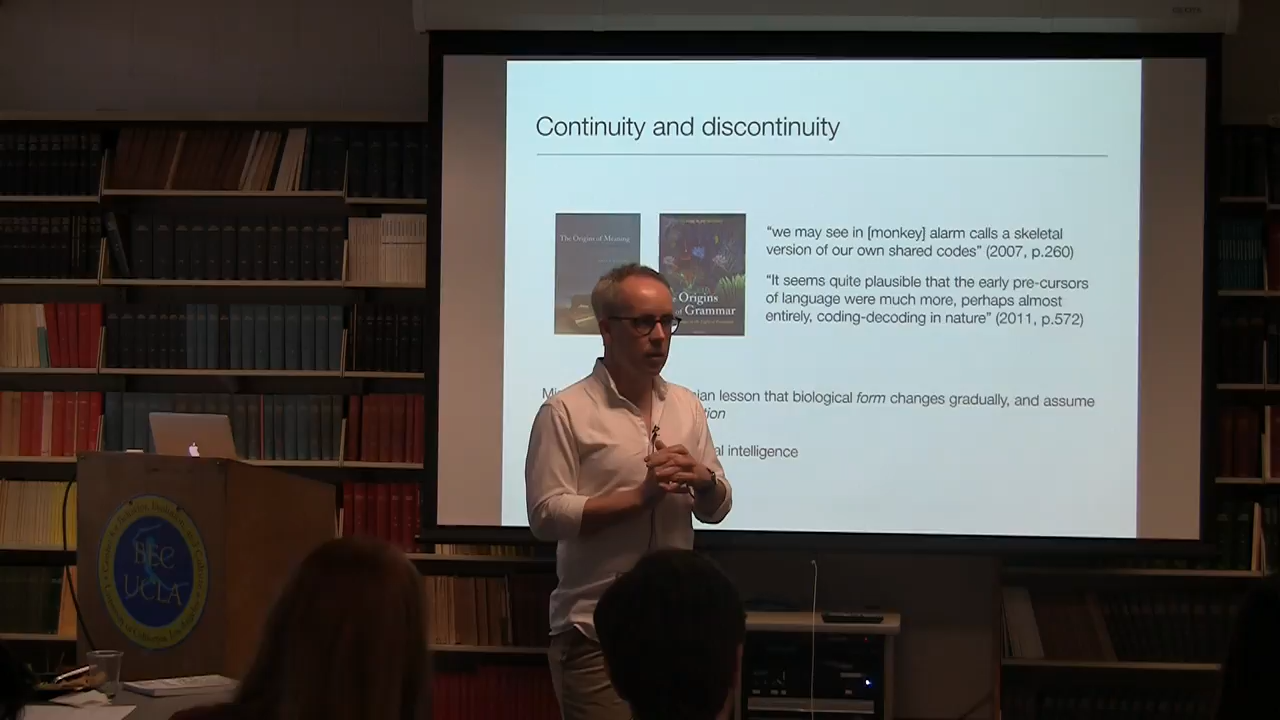 Continuity and discontinuity
The Origins of Meaning
Origins
of Grammar
“we may see in [monkey] alarm calls a skeletal
version of our own shared codes” (2007, p.260)
“It seems quite plausible that the early pre-cursors
of language were much more, perhaps almost
entirely, coding-decoding in nature” (2011, p.572)
lesson that biological form changes gradually, and assume
intelligence
BEC
UCLA